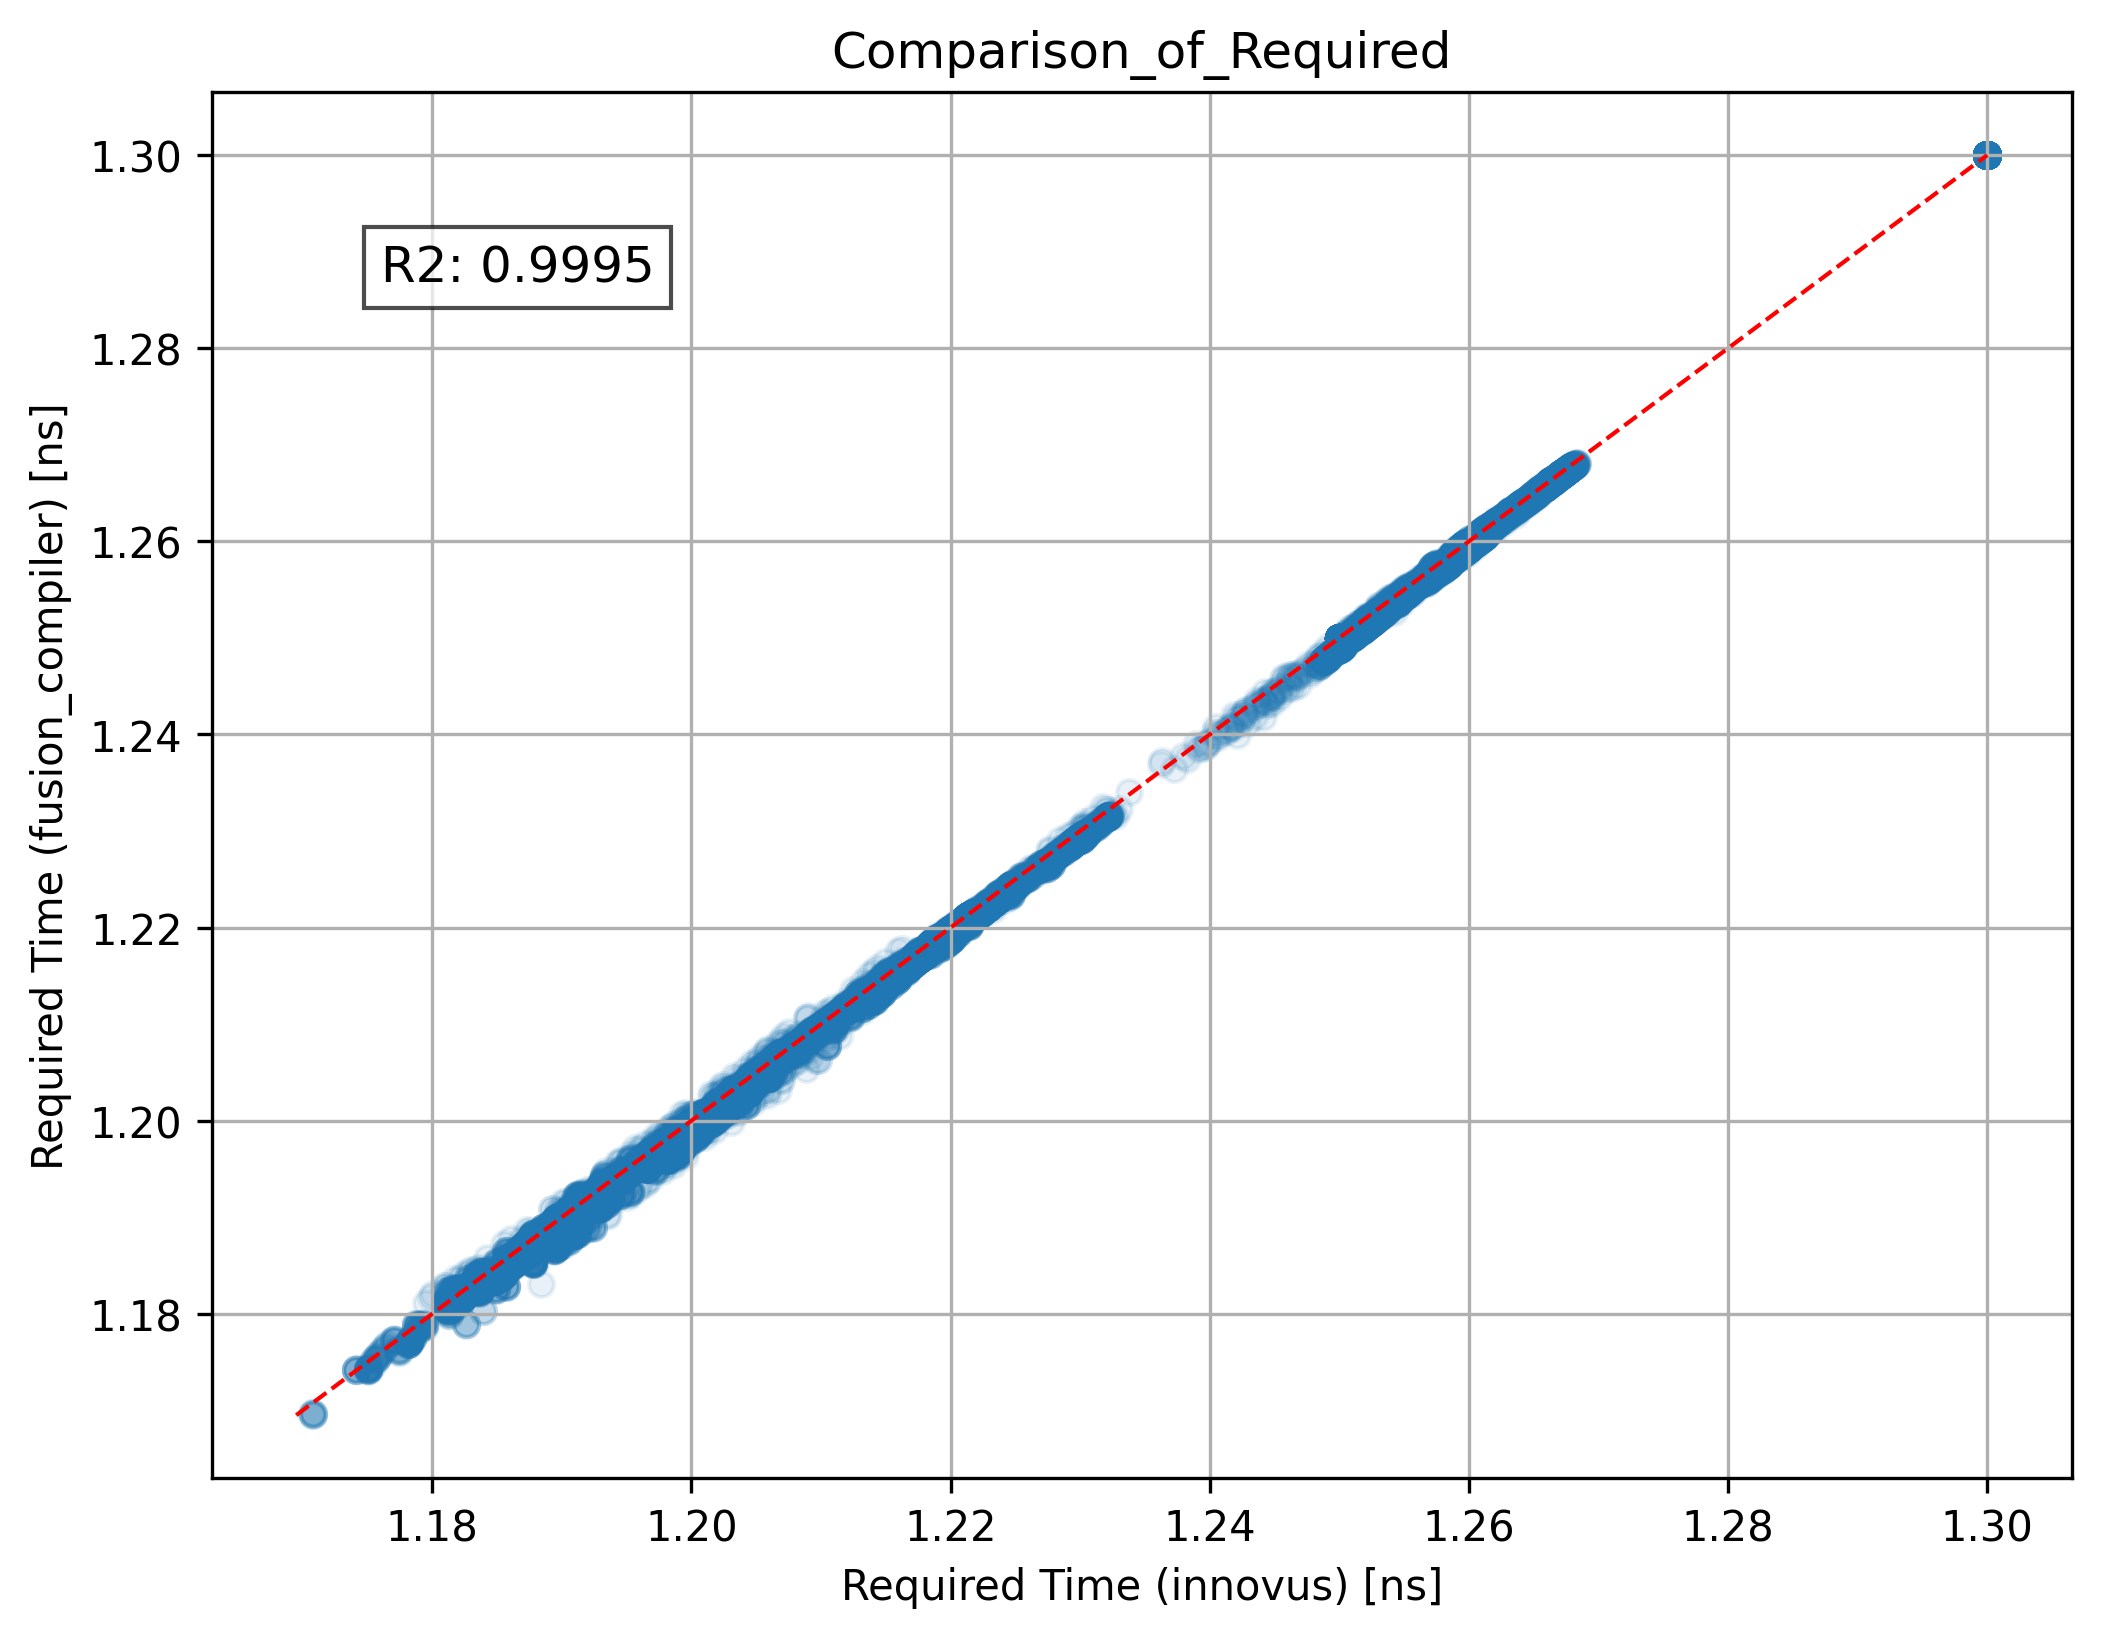 Comparison_of_Required
R2: 0.9995
Required Time (fusion_compiler) [ns]
1.30
1.28
1.26
1.24
1.22
1.20
1.18
1.18 1.20 1.22 1.24 1.26 1.28 1.30
Required Time (innovus) [ns]